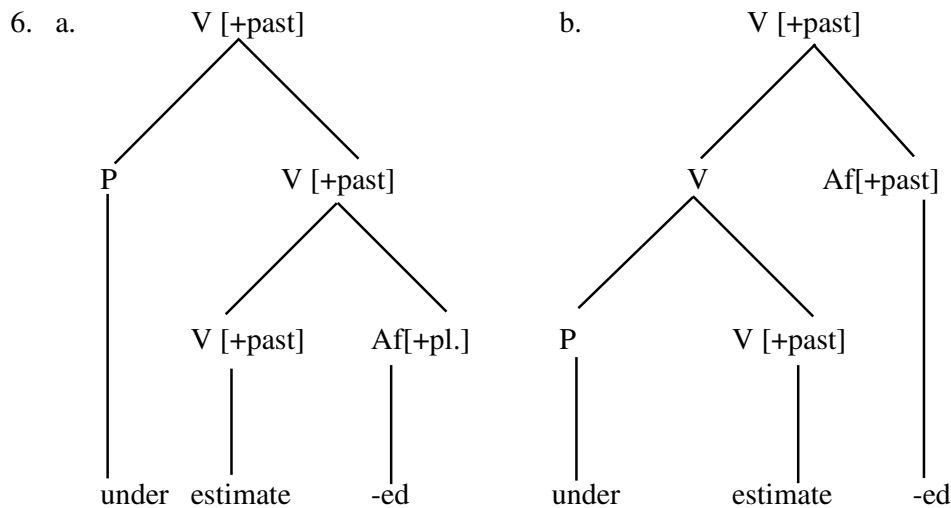 6. a. V [+past] b. V [+past]
P V [+past] V Af[+past]
V [+past] Af[+pl.] P V [+past]
under estimate -ed under estimate -ed